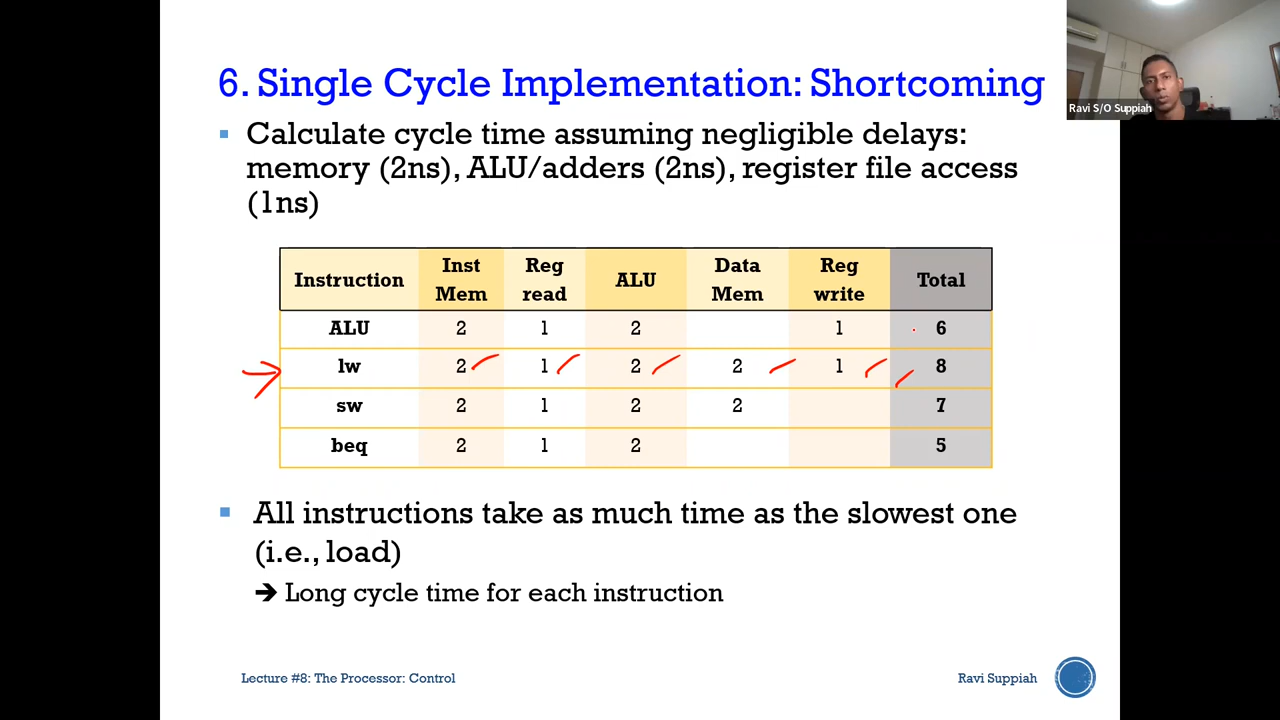 6. Single Cycle Implementation: Shortcoming
Ravi S/O Suppiah
▪ Calculate cycle time assuming negligible delays:
memory (2ns), ALU/adders (2ns), register file access
(1ns)
Instruction Inst Mem Reg read ALU Data Mem Reg write Total
ALU 2 1 2 1 6
lw 2 1 2 2 1 8
sw 2 1 2 2 7
beq 2 1 2 5
▪ All instructions take as much time as the slowest one
(i.e., load)
➔ Long cycle time for each instruction
Lecture #8: The Processor: Control
Ravi Suppiah